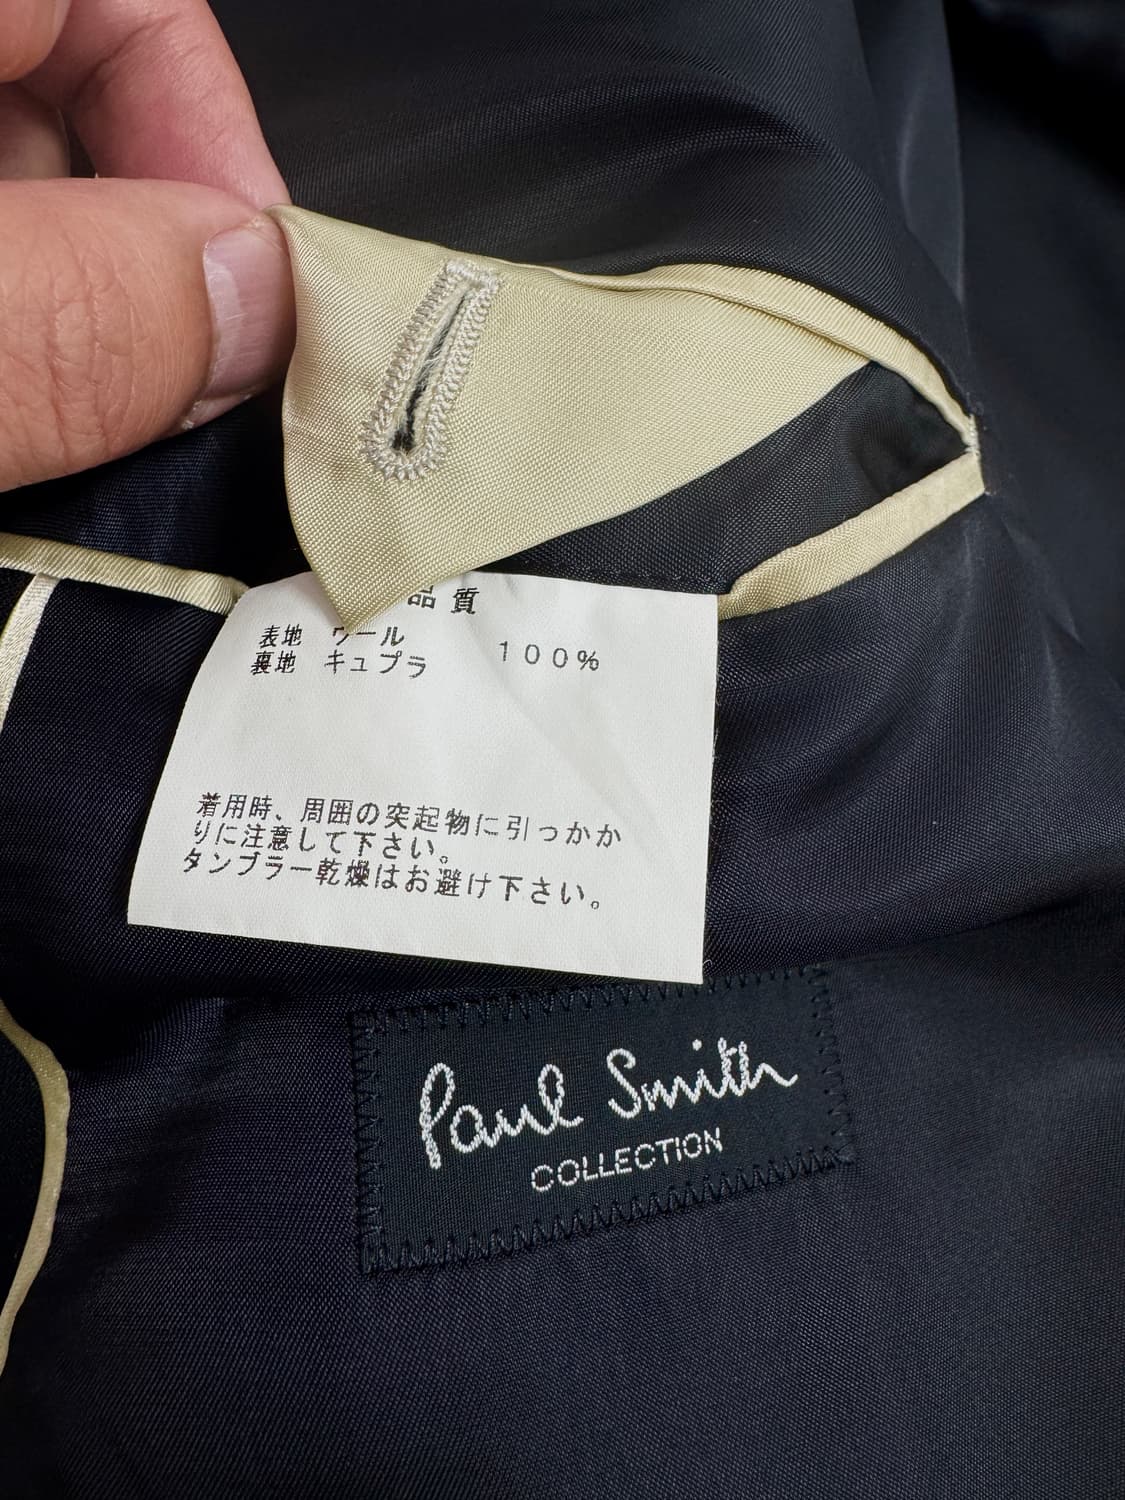 品質
表地 ウール
裏地 キュプラ 100%
着用時、周囲の突起物に引っかか
りに注意して下さい。
タンブラー乾燥はお避け下さい。
Paul Smith
COLLECTION